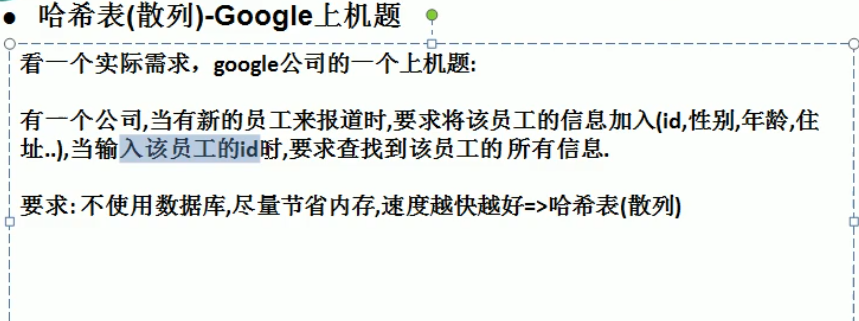 ● 哈希表(散列)-Google上机题
看一个实际需求，google公司的一个上机题:
有一个公司,当有新的员工来报道时,要求将该员工的信息加入(id,性别,年龄,住
址..),当输入该员工的id时,要求查找到该员工的 所有信息.
要求: 不使用数据库,尽量节省内存,速度越快越好=>哈希表(散列)